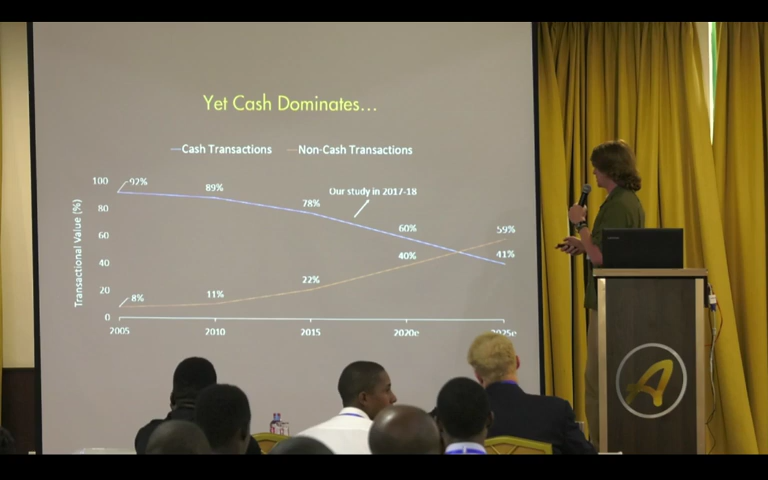 Yet Cash Dominates...
Cash Transactions Non-Cash Transactions
Transactional Value (%)
100
80
60
40
20
0
92% 89% 78% 60% 59%
Our study in 2017-18
8% 11% 22% 40% 41%
2005 2010 2015 2020e 2025e
A